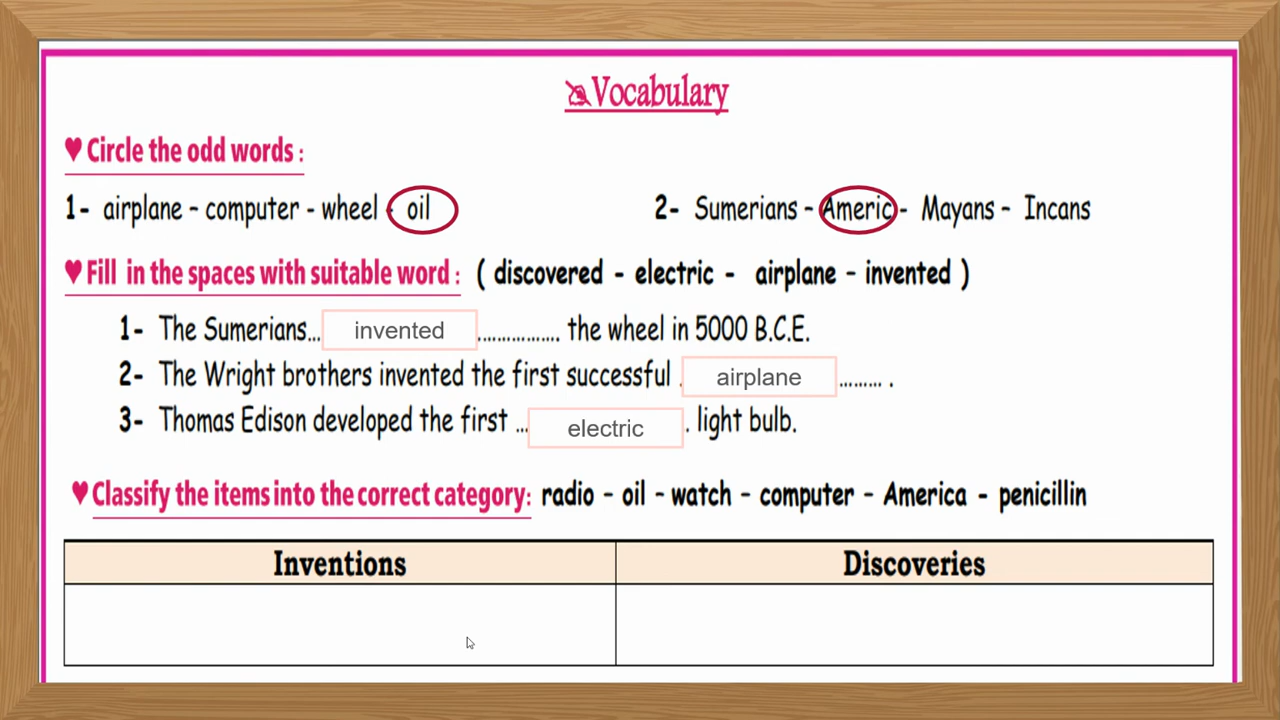 Vocabulary
♥ Circle the odd words :
1- airplane - computer - wheel - oil 2- Sumerians - Americ - Mayans - Incans
♥ Fill in the spaces with suitable word : ( discovered - electric - airplane - invented )
1- The Sumerians... invented ............... the wheel in 5000 B.C.E.
2- The Wright brothers invented the first successful . airplane ......... .
3- Thomas Edison developed the first ... electric . light bulb.
♥ Classify the items into the correct category: radio - oil - watch - computer - America - penicillin
Inventions Discoveries